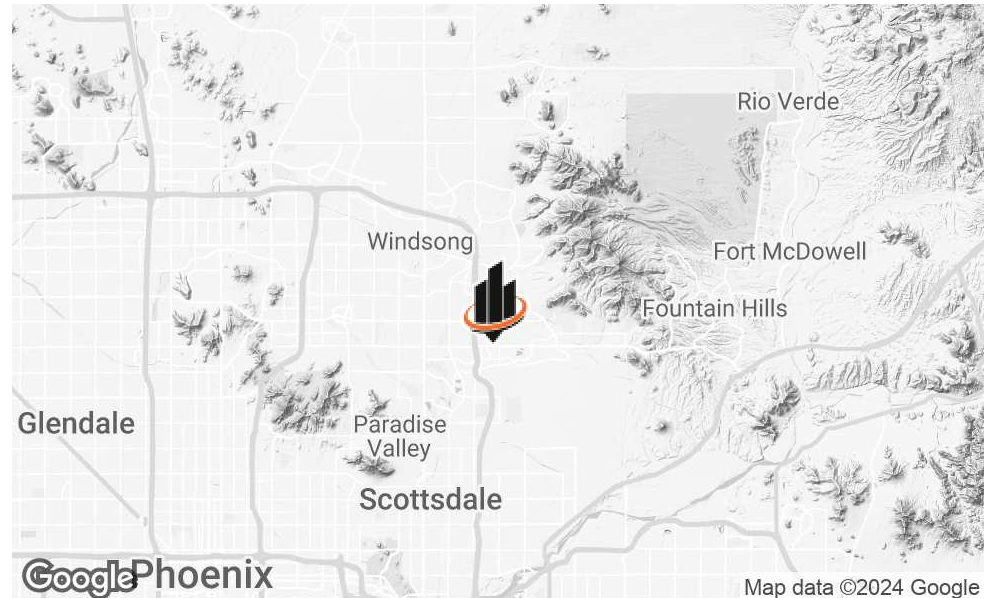 Rio Verde
Windsong
Fort McDowell
Fountain Hills
Glendale
Paradise
Valley
Scottsdale
Google
Phoenix
Map data ©2024 Google